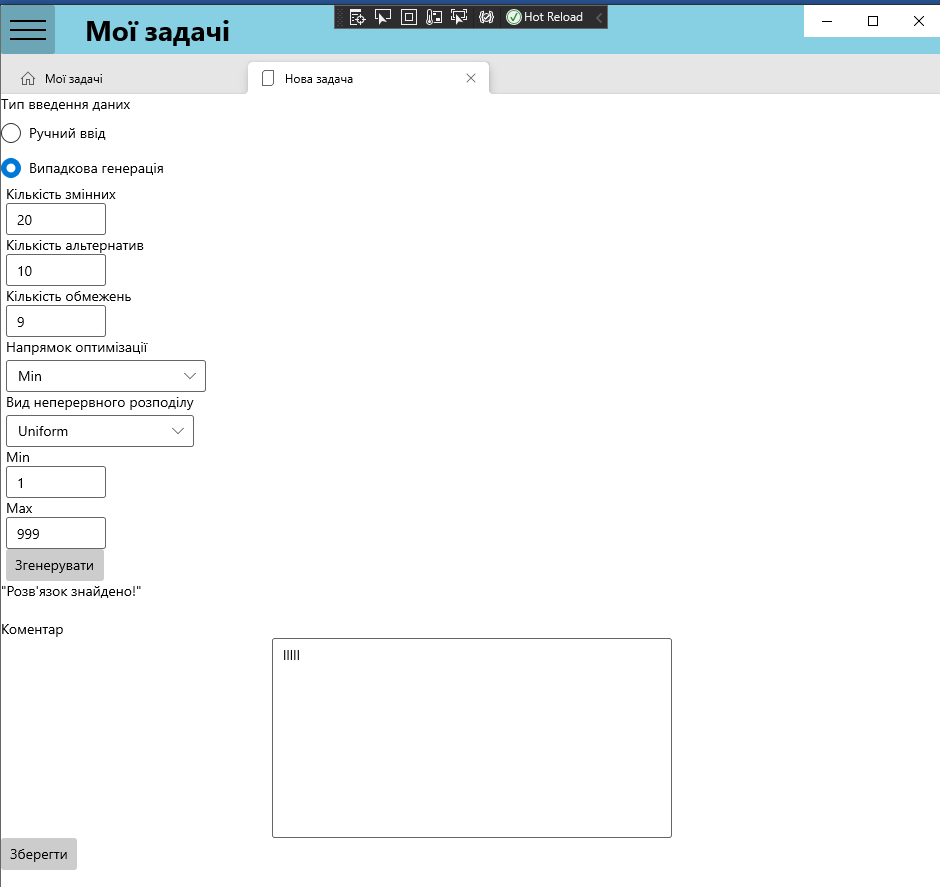 Мої задачі
Hot Reload
Мої задачі
Нова задача
Тип введення даних
Ручний ввід
Випадкова генерація
Кількість змінних
20
Кількість альтернатив
10
Кількість обмежень
9
Напрямок оптимізації
Min
Вид неперервного розподілу
Uniform
Min
1
Max
999
Згенерувати
"Розв'язок знайдено!"
Коментар
lllll
Зберегти